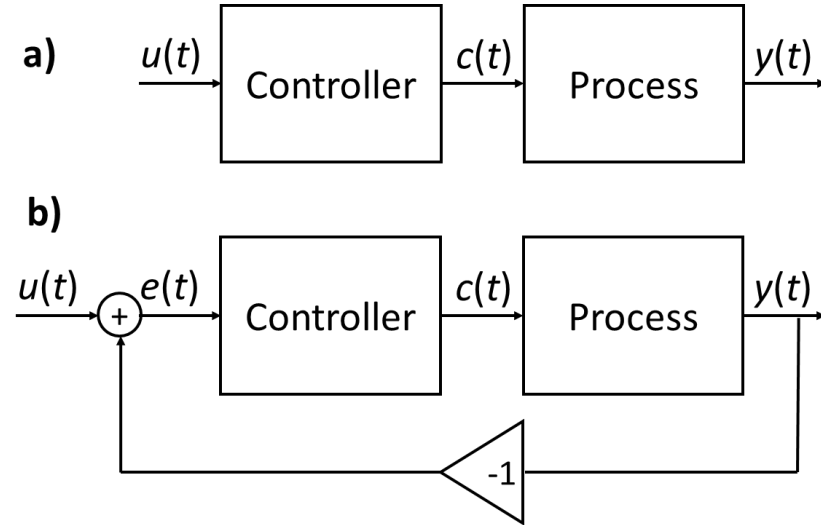 a) u(t) Controller c(t) Process y(t)
b)
u(t) + e(t) Controller c(t) Process y(t)
-1